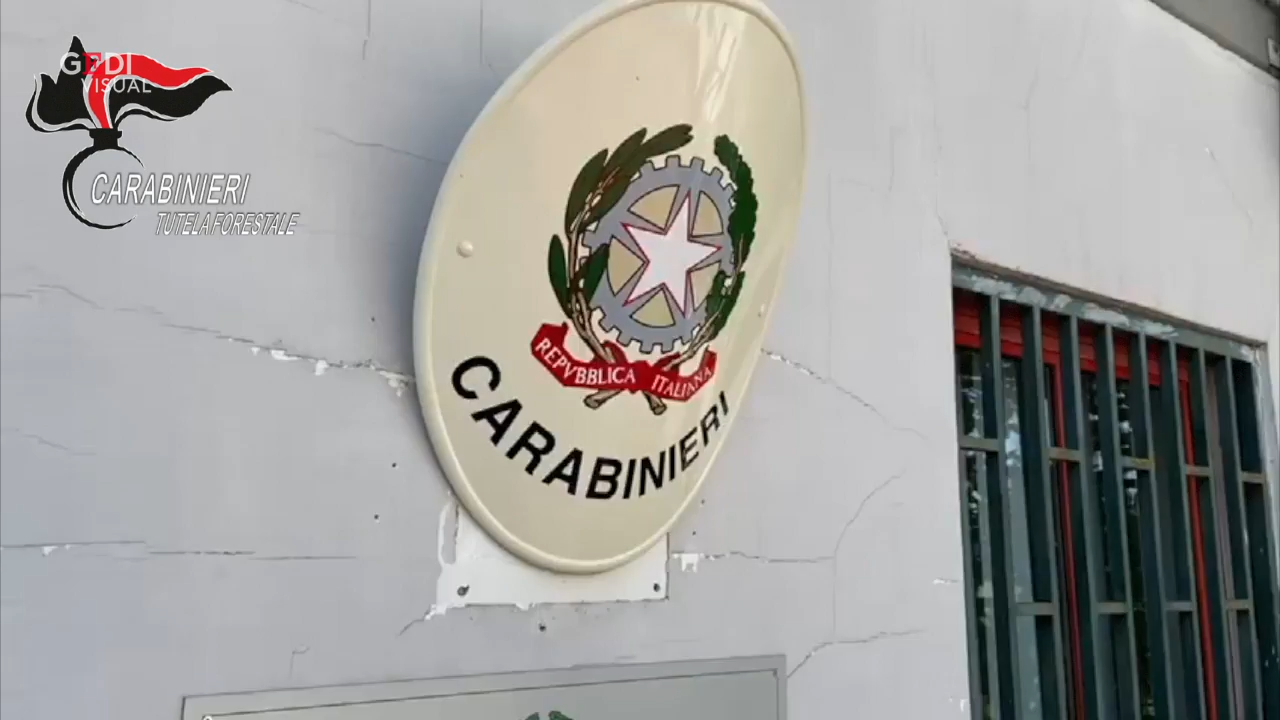 GEDI
VISUAL
CARABINIERI
TUTELA FORESTALE
REPVBBLICA ITALIANA
CARABINIERI